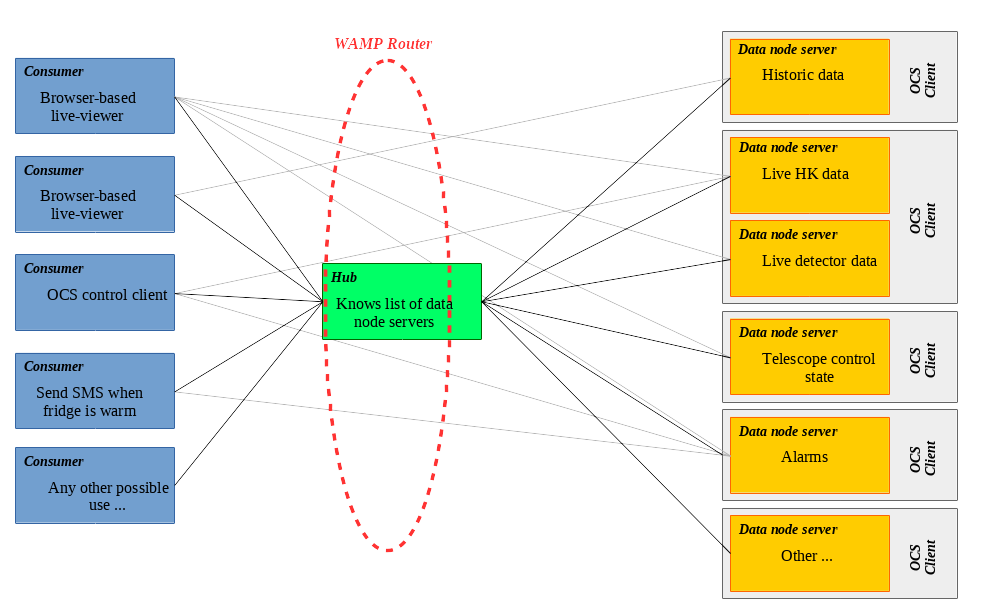 WAMP Router
Consumer
Browser-based
live-viewer
Consumer
Browser-based
live-viewer
Consumer
OCS control client
Consumer
Send SMS when
fridge is warm
Consumer
Any other possible
use ...
Hub
Knows list of data
node servers
Data node server
Historic data
OCS
Client
Data node server
Live HK data
Data node server
Live detector data
OCS
Client
Data node server
Telescope control
state
OCS
Client
Data node server
Alarms
OCS
Client
Data node server
Other ...
OCS
Client